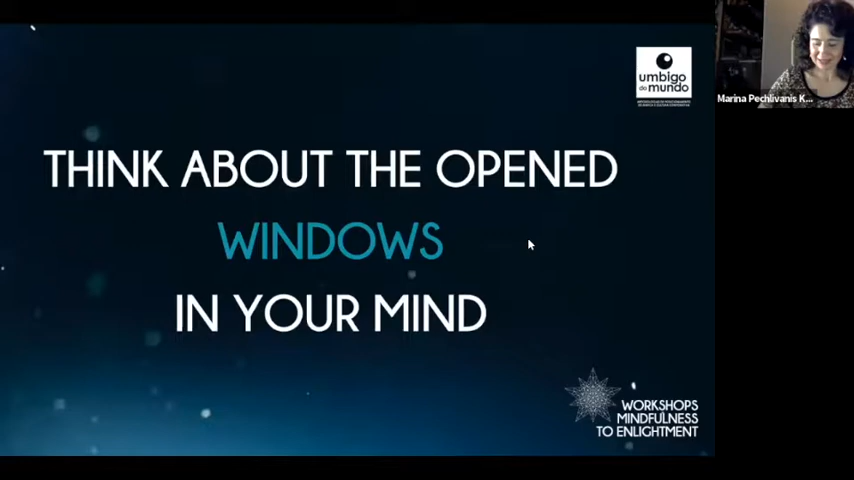 umbigo
do mundo
Marina Pechlivanis K...
THINK ABOUT THE OPENED
WINDOWS
IN YOUR MIND
WORKSHOPS
MINDFULNESS
TO ENLIGHTMENT